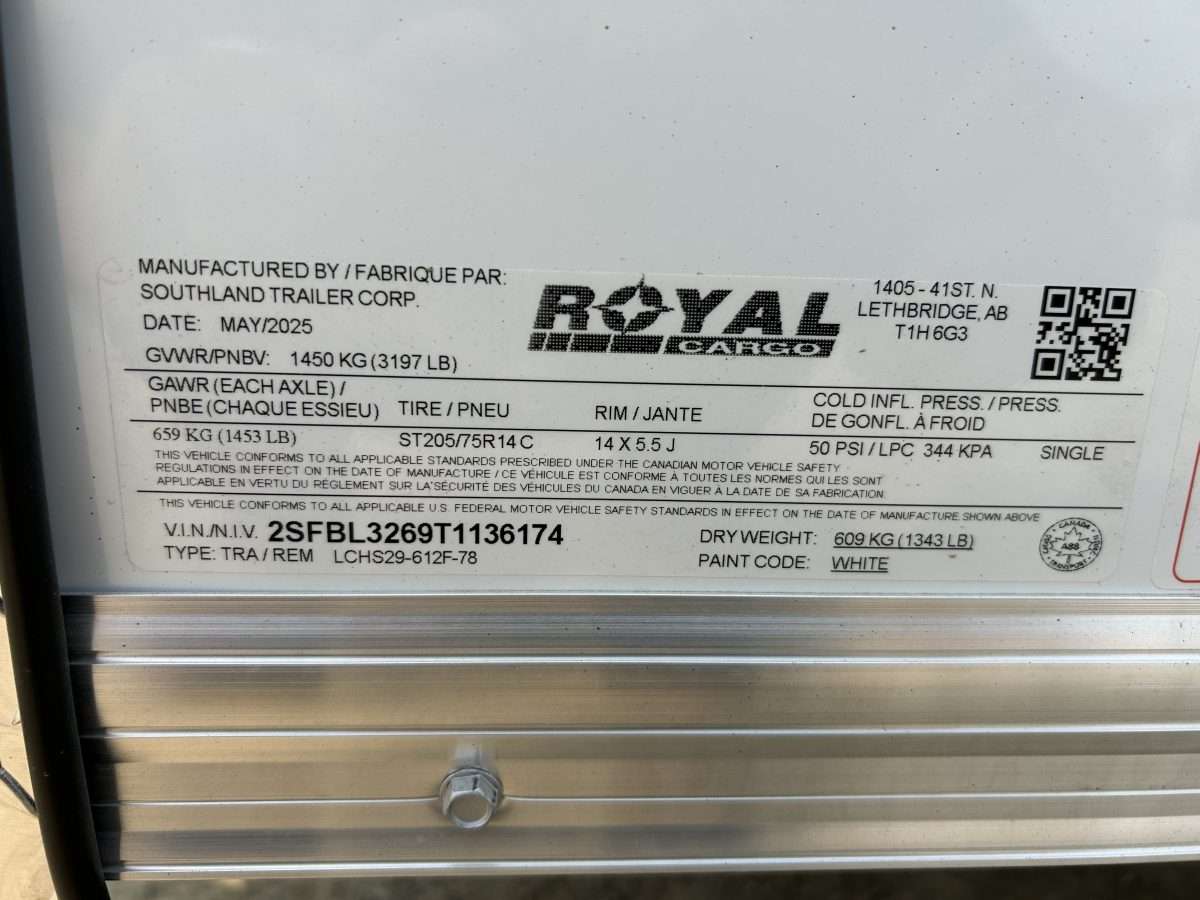 MANUFACTURED BY / FABRIQUE PAR:
SOUTHLAND TRAILER CORP.
DATE: MAY/2025
GVWR/PNBV: 1450 KG (3197 LB)
ROYAL
CARGO
1405 - 41ST. N.
LETHBRIDGE, AB
T1H 6G3
GAWR (EACH AXLE) /
PNBE (CHAQUE ESSIEU)
TIRE / PNEU
RIM / JANTE
COLD INFL. PRESS. / PRESS.
DE GONFL. À FROID
659 KG (1453 LB) ST205/75R14 C 14 X 5.5 J 50 PSI / LPC 344 KPA SINGLE
THIS VEHICLE CONFORMS TO ALL APPLICABLE STANDARDS PRESCRIBED UNDER THE CANADIAN MOTOR VEHICLE SAFETY
REGULATIONS IN EFFECT ON THE DATE OF MANUFACTURE / CE VÉHICULE EST CONFORME À TOUTES LES NORMES QUI LES SONT
APPLICABLE EN VERTU DU RÉGLEMENT SUR LA SÉCURITÉ DES VÉHICULES DU CANADA EN VIGUER À LA DATE DE SA FABRICATION.
THIS VEHICLE CONFORMS TO ALL APPLICABLE U.S. FEDERAL MOTOR VEHICLE SAFETY STANDARDS IN EFFECT ON THE DATE OF MANUFACTURE SHOWN ABOVE
V.I.N./N.I.V. 2SFBL3269T1136174
TYPE: TRA / REM LCHS29-612F-78
DRY WEIGHT: 609 KG (1343 LB)
PAINT CODE: WHITE
CANADA
TRANSPORT